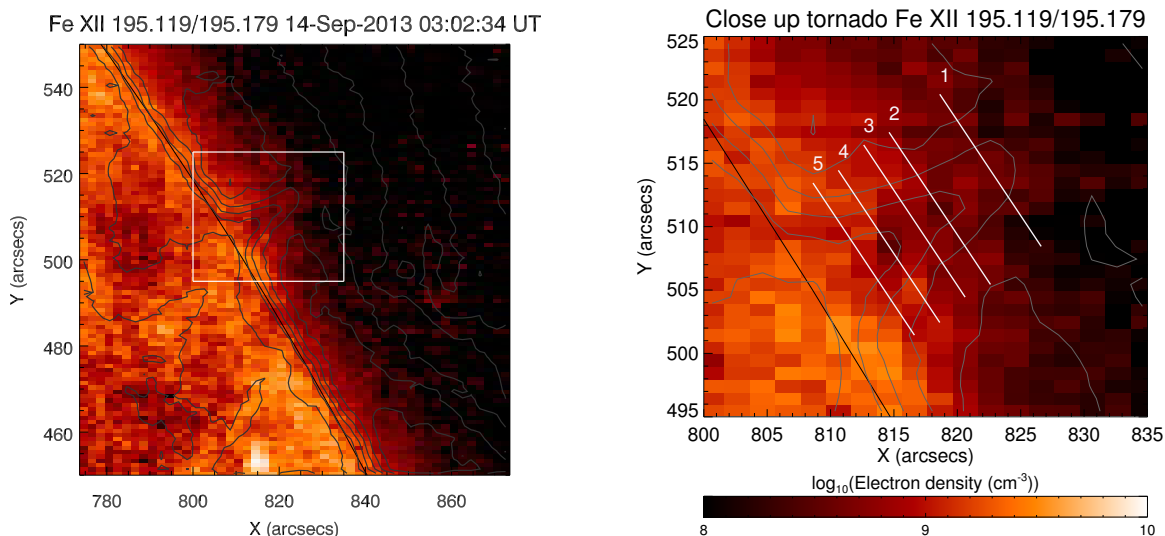 Fe XII 195.119/195.179 14-Sep-2013 03:02:34 UT
540
520
500
480
460
Y (arcsecs)
780 800 820 840 860
X (arcsecs)
Close up tornado Fe XII 195.119/195.179
525
520
515
510
505
500
495
Y (arcsecs)
1
2
3
4
5
800 805 810 815 820 825 830 835
X (arcsecs)
log₁₀(Electron density (cm⁻³))
8 9 10